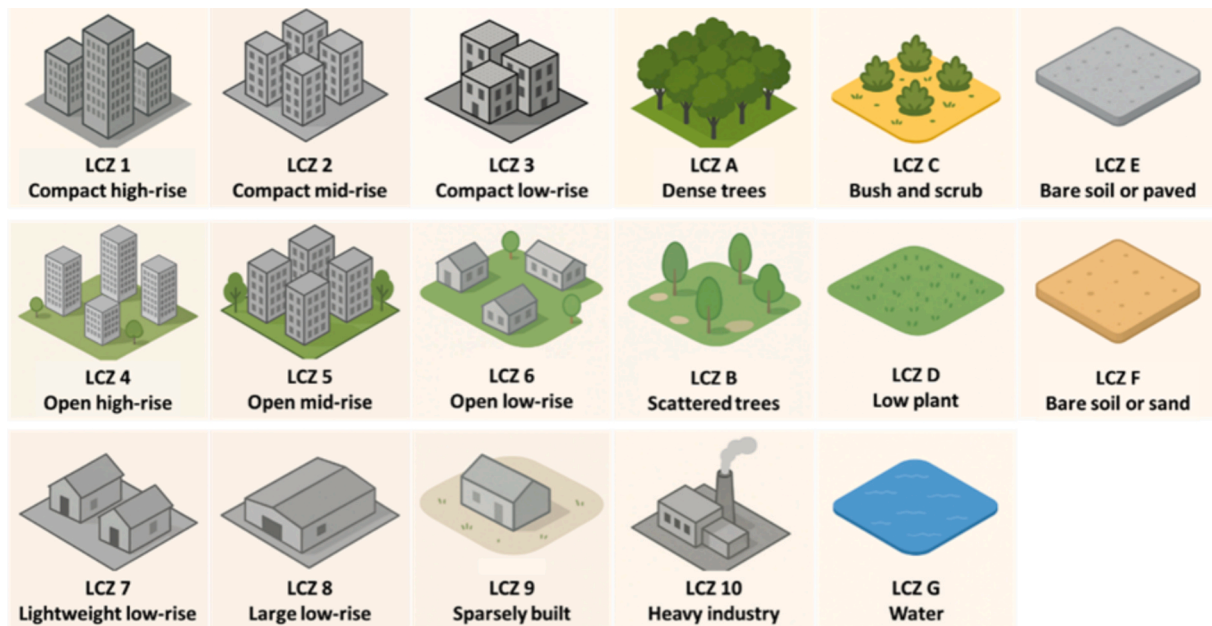 LCZ 1
Compact high-rise
LCZ 2
Compact mid-rise
LCZ 3
Compact low-rise
LCZ A
Dense trees
LCZ C
Bush and scrub
LCZ E
Bare soil or paved
LCZ 4
Open high-rise
LCZ 5
Open mid-rise
LCZ 6
Open low-rise
LCZ B
Scattered trees
LCZ D
Low plant
LCZ F
Bare soil or sand
LCZ 7
Lightweight low-rise
LCZ 8
Large low-rise
LCZ 9
Sparsely built
LCZ 10
Heavy industry
LCZ G
Water